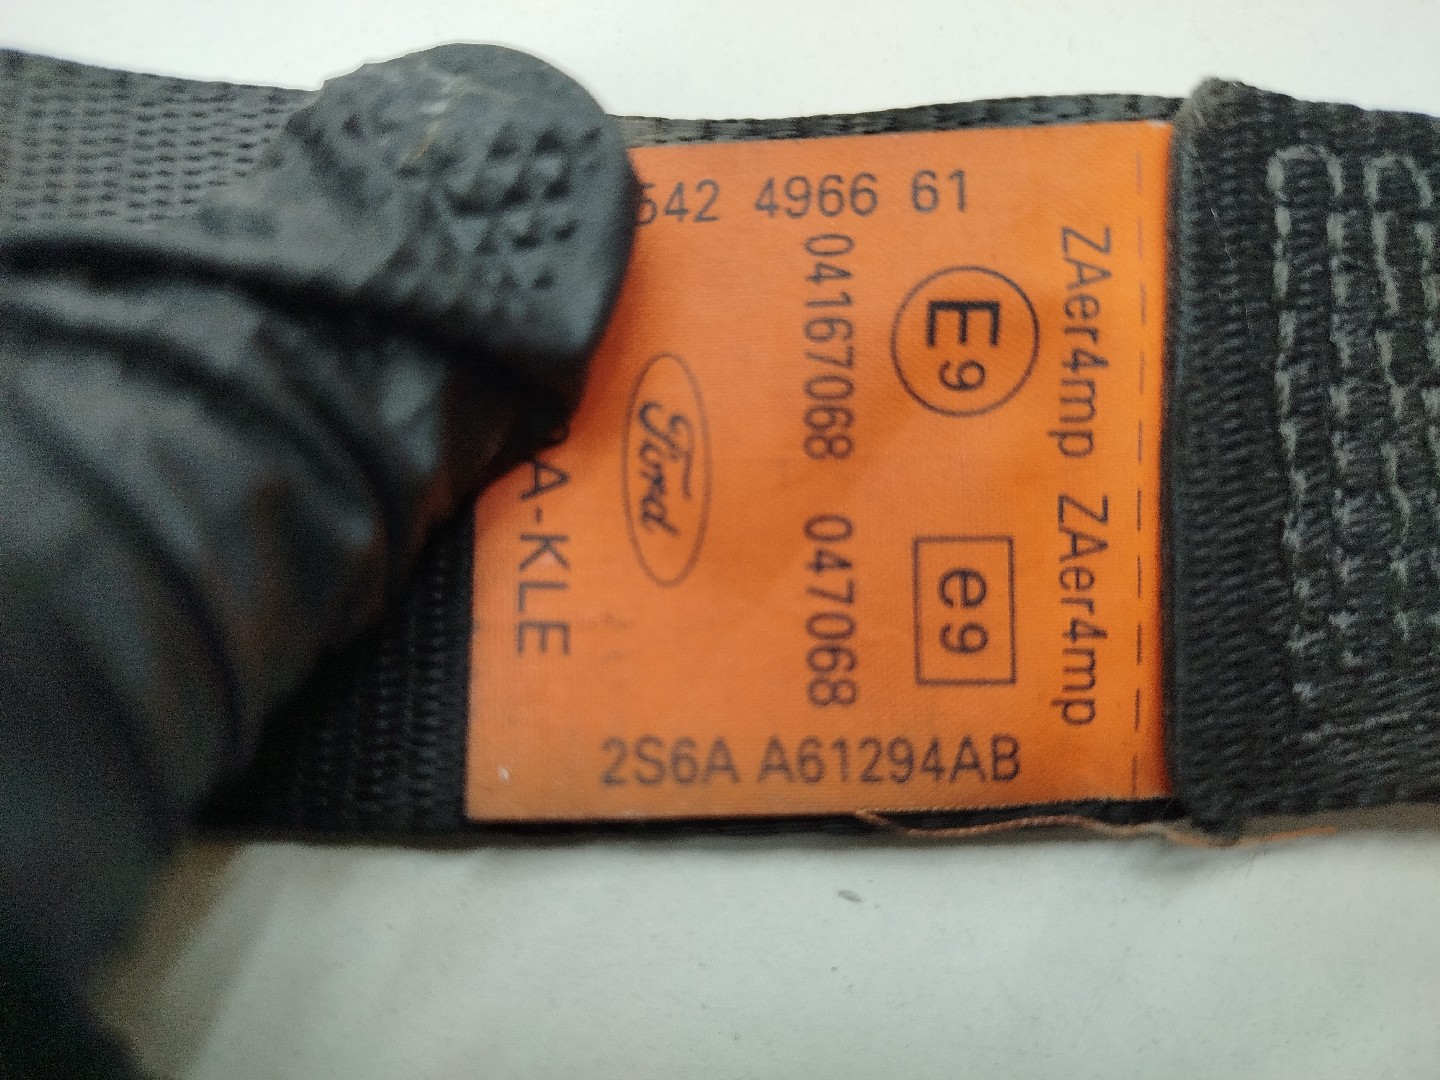 542 4966 61
ZAer4mp ZAer4mp
E9 e9
04167068 047068
Ford
A-KLE
2S6A A61294AB